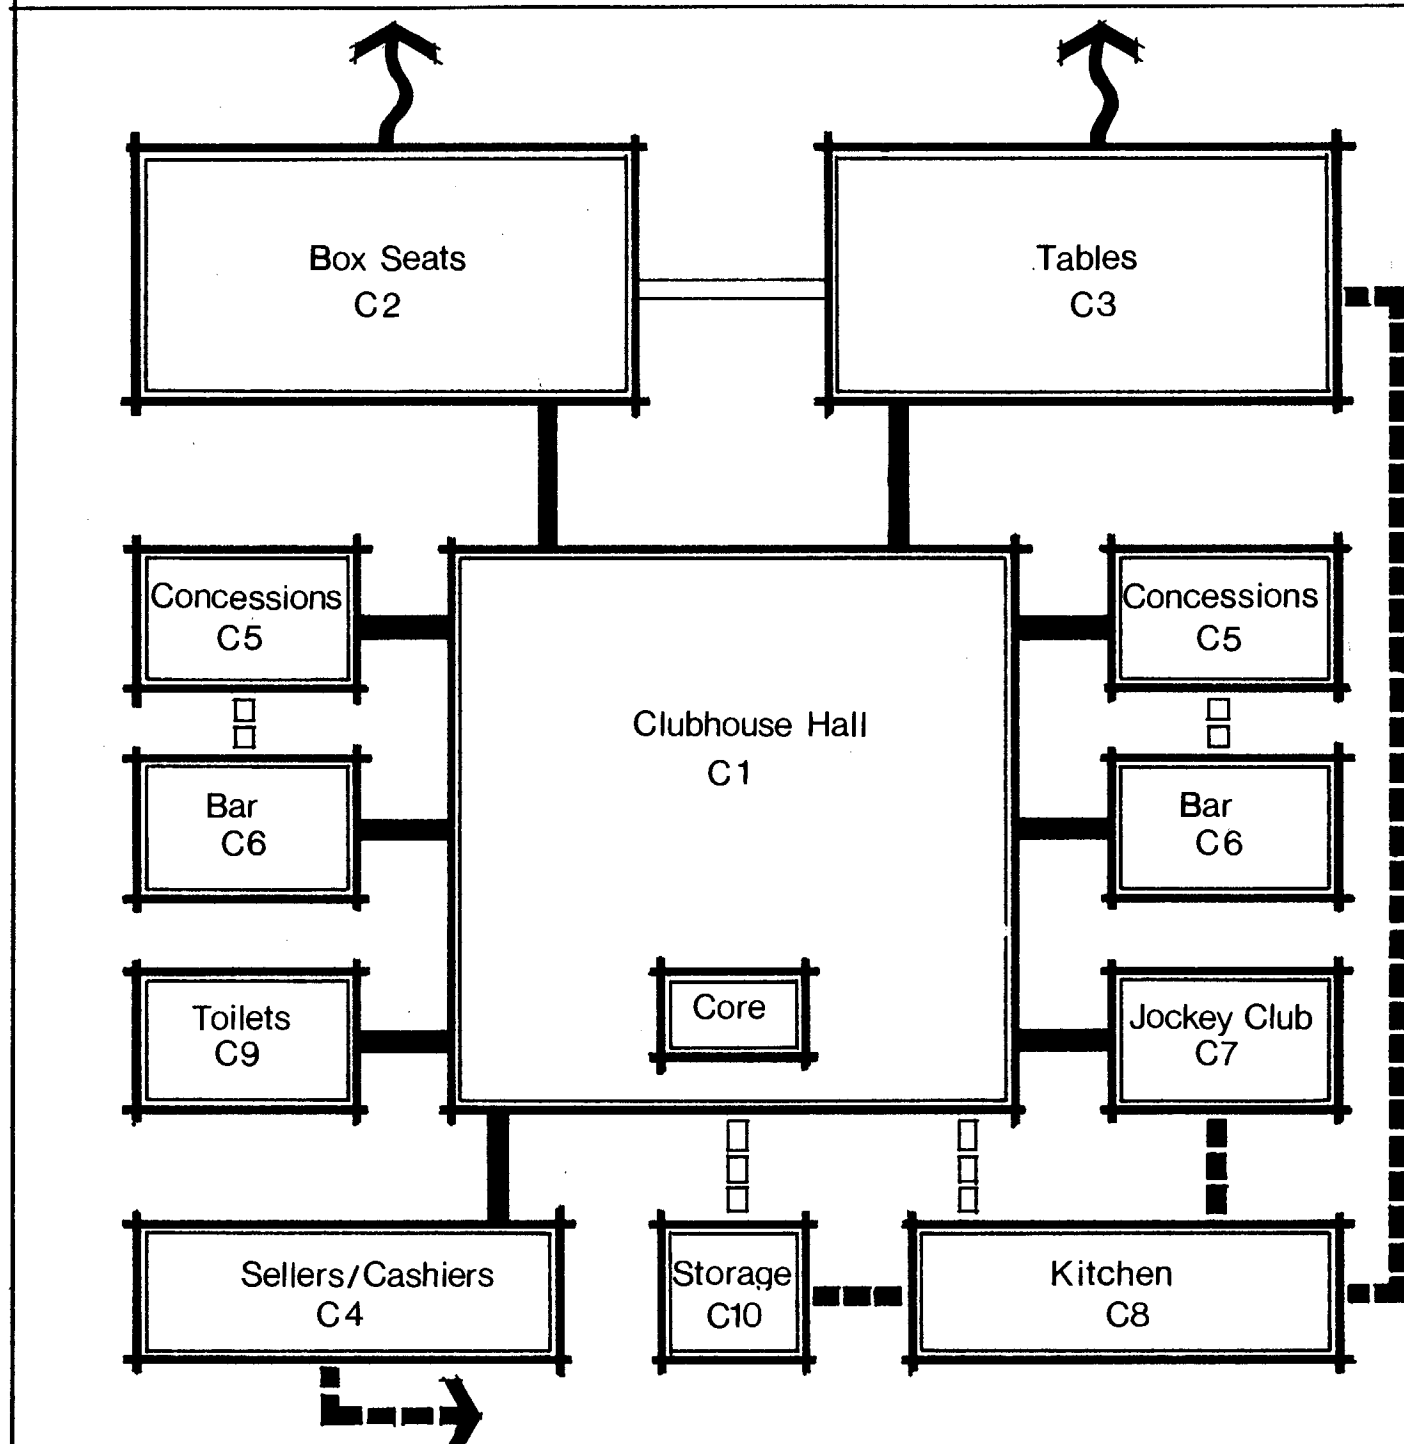 Box Seats
C2
Tables
C3
Concessions
C5
Concessions
C5
Clubhouse Hall
C1
Bar
C6
Bar
C6
Toilets
C9
Core
Jockey Club
C7
Sellers/Cashiers
C4
Storage
C10
Kitchen
C8